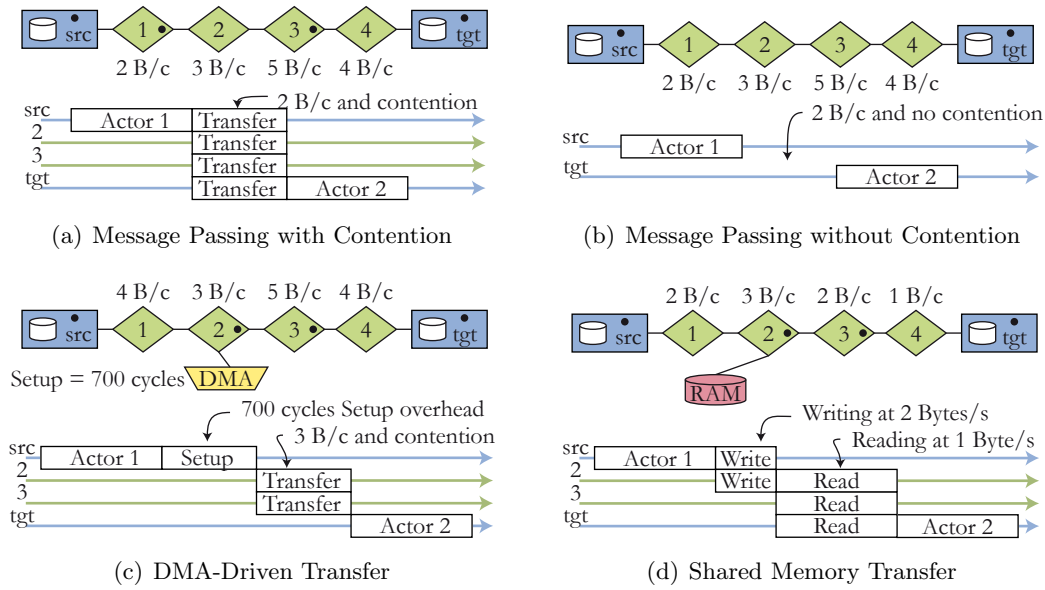 src 1 2 3 4 tgt
2 B/c 3 B/c 5 B/c 4 B/c
2 B/c and contention
src Actor 1 Transfer
2 Transfer
3 Transfer
tgt Transfer Actor 2
(a) Message Passing with Contention
src 1 2 3 4 tgt
2 B/c 3 B/c 5 B/c 4 B/c
2 B/c and no contention
src Actor 1
tgt Actor 2
(b) Message Passing without Contention
4 B/c 3 B/c 5 B/c 4 B/c
src 1 2 3 4 tgt
Setup = 700 cycles DMA
700 cycles Setup overhead
3 B/c and contention
src Actor 1 Setup
2 Transfer
3 Transfer
tgt Actor 2
(c) DMA-Driven Transfer
2 B/c 3 B/c 2 B/c 1 B/c
src 1 2 3 4 tgt
RAM
Writing at 2 Bytes/s
Reading at 1 Byte/s
src Actor 1 Write
2 Write Read
3 Read
tgt Read Actor 2
(d) Shared Memory Transfer